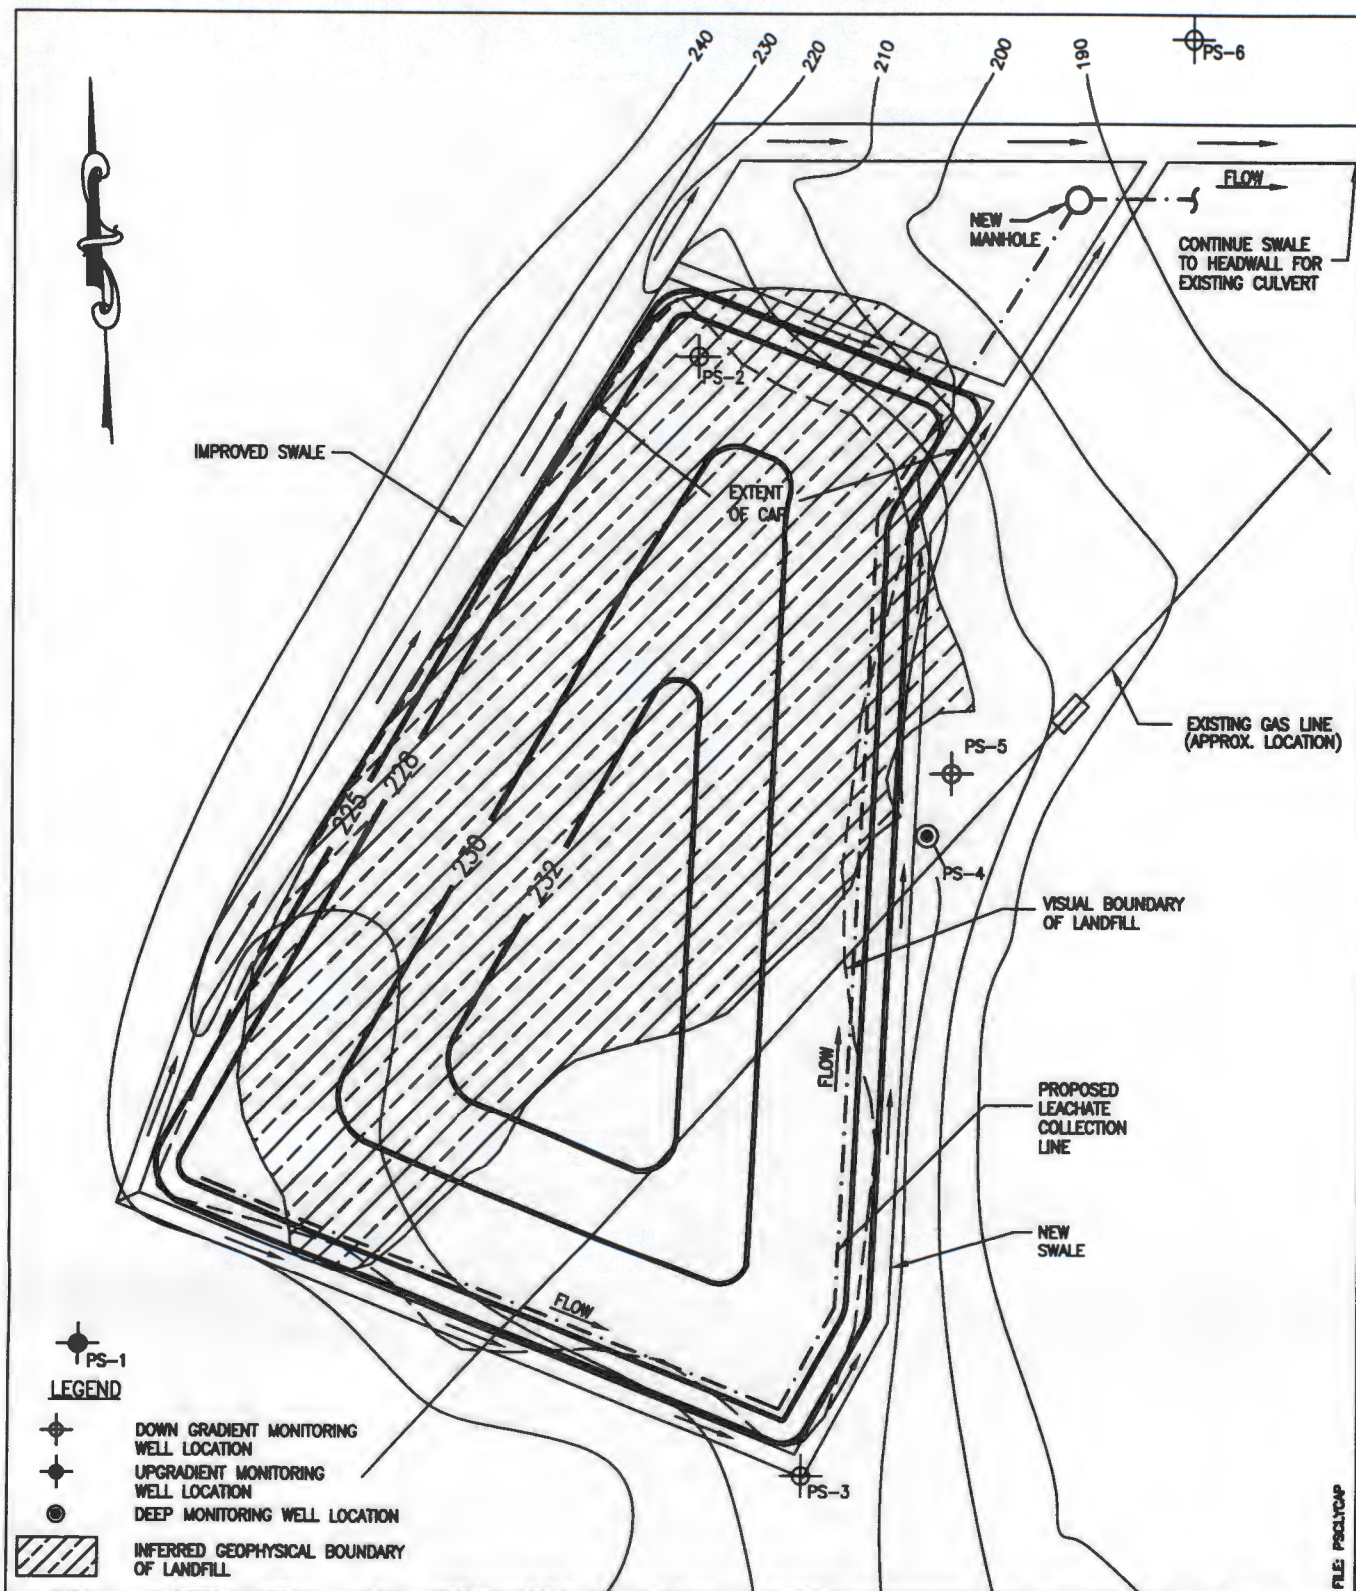 240
230
220
210
200
190
PS-6
FLOW
NEW
MANHOLE
CONTINUE SWALE
TO HEADWALL FOR
EXISTING CULVERT
PS-2
IMPROVED SWALE
EXTENT
OF CAP
EXISTING GAS LINE
(APPROX. LOCATION)
PS-5
225
228
230
232
PS-4
VISUAL BOUNDARY
OF LANDFILL
FLOW
PROPOSED
LEACHATE
COLLECTION
LINE
NEW
SWALE
FLOW
PS-1
LEGEND
DOWN GRADIENT MONITORING
WELL LOCATION
UPGRADIENT MONITORING
WELL LOCATION
DEEP MONITORING WELL LOCATION
INFERRED GEOPHYSICAL BOUNDARY
OF LANDFILL
PS-3
FILE: PSCLYCAP